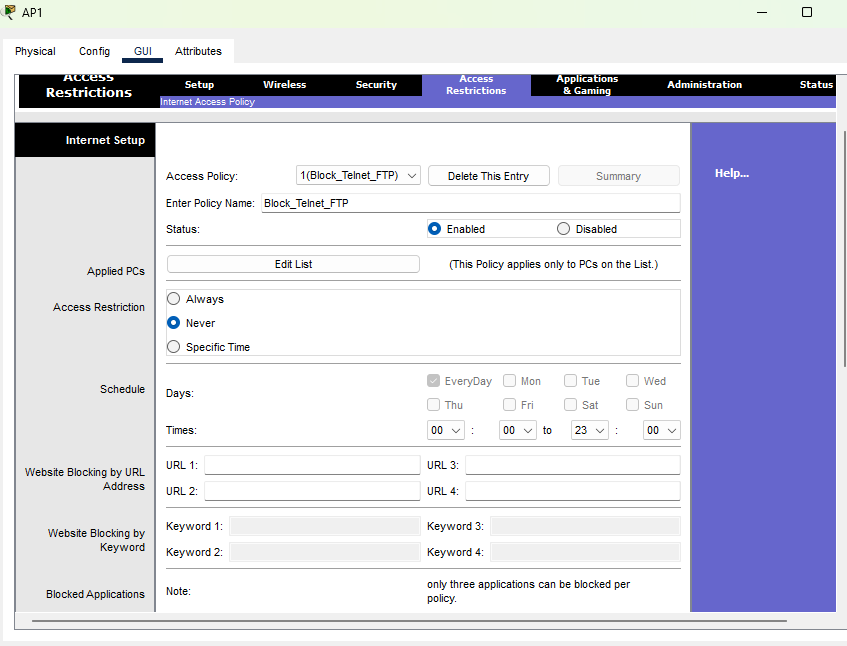 AP1
Physical Config GUI Attributes
Access Restrictions
Setup Wireless Security Access Restrictions Applications & Gaming Administration Status
Internet Access Policy
Internet Setup
Help...
Access Policy: 1(Block_Telnet_FTP) Delete This Entry Summary
Enter Policy Name: Block_Telnet_FTP
Status: Enabled Disabled
Applied PCs Edit List (This Policy applies only to PCs on the List.)
Access Restriction
Always
Never
Specific Time
Schedule
Days: EveryDay Mon Tue Wed
Thu Fri Sat Sun
Times: 00 : 00 to 23 : 00
Website Blocking by URL Address
URL 1: URL 3:
URL 2: URL 4:
Website Blocking by Keyword
Keyword 1: Keyword 3:
Keyword 2: Keyword 4:
Blocked Applications Note: only three applications can be blocked per
policy.